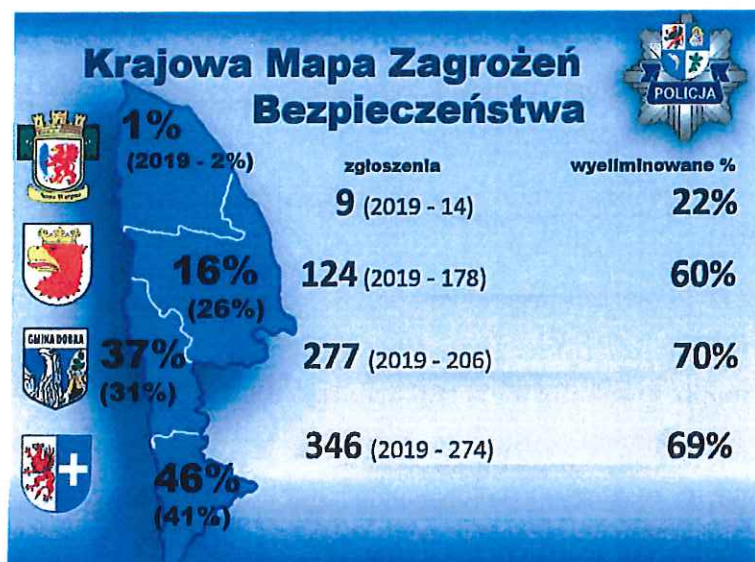 Krajowa Mapa Zagrożeń
Bezpieczeństwa
POLICJA
1%
(2019 - 2%)
zgłoszenia
wyeliminowane %
9 (2019 - 14)
22%
16%
(26%)
124 (2019 - 178)
60%
GMINA DOBRA
37%
(31%)
277 (2019 - 206)
70%
46%
(41%)
346 (2019 - 274)
69%